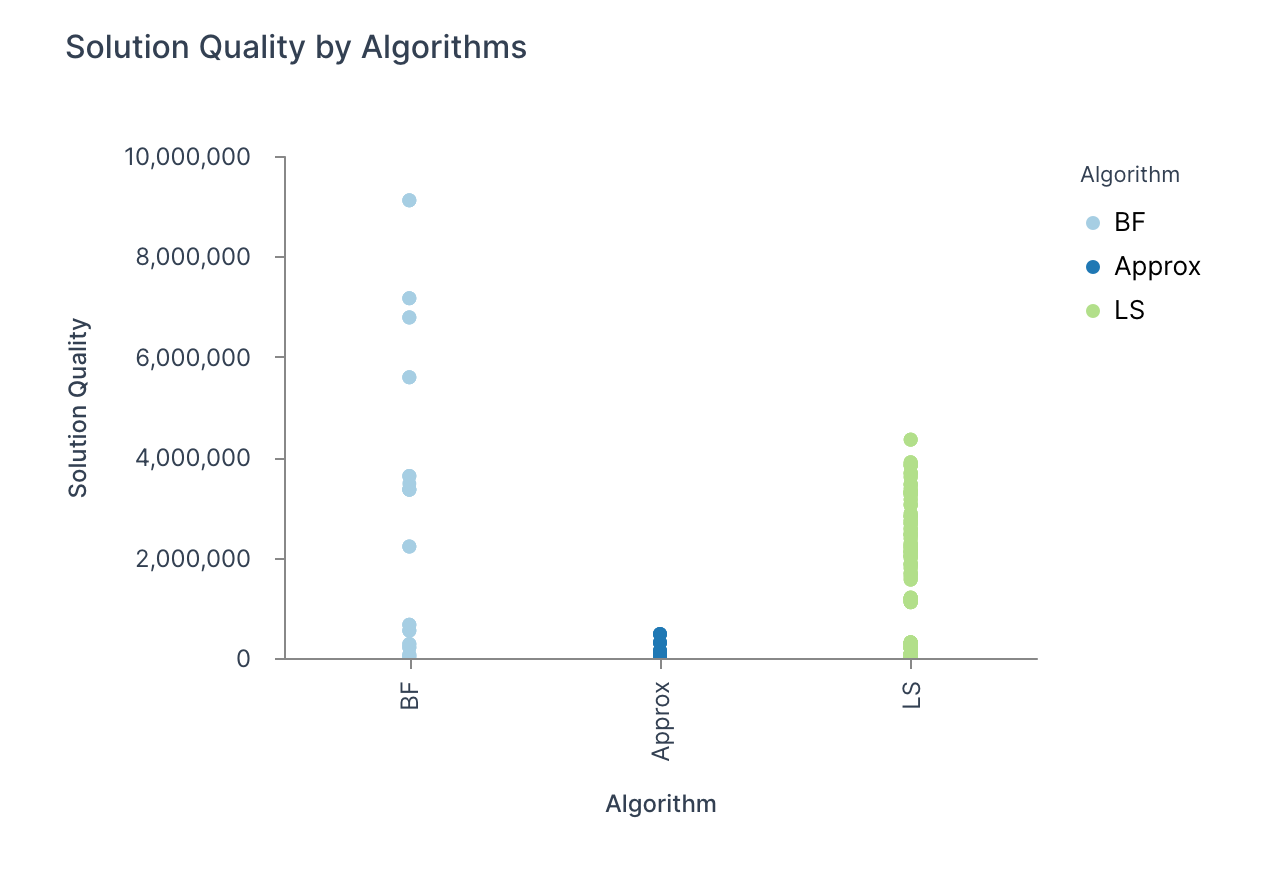 Solution Quality by Algorithms
10,000,000
8,000,000
6,000,000
4,000,000
2,000,000
0
Solution Quality
BF
Approx
LS
Algorithm
Algorithm
BF
Approx
LS